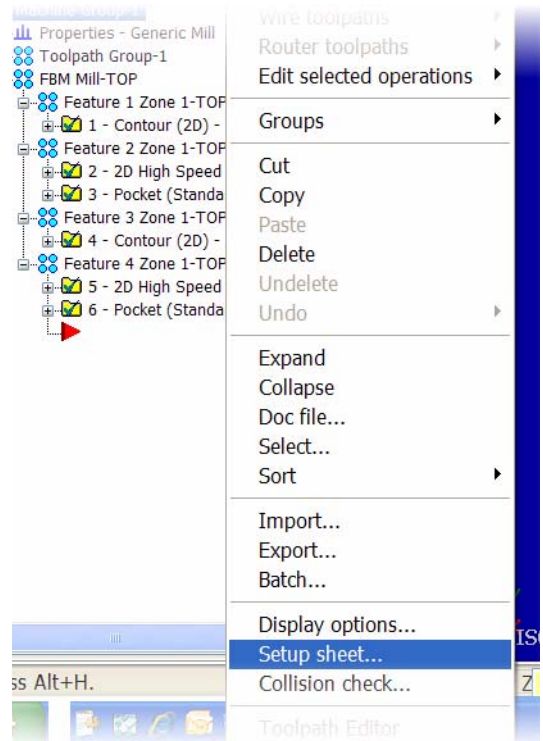 Machine Group-1
Properties - Generic Mill
Toolpath Group-1
FBM Mill-TOP
Feature 1 Zone 1-TOP
1 - Contour (2D) -
Feature 2 Zone 1-TOP
2 - 2D High Speed
3 - Pocket (Standa
Feature 3 Zone 1-TOP
4 - Contour (2D) -
Feature 4 Zone 1-TOP
5 - 2D High Speed
6 - Pocket (Standa
Wire toolpaths
Router toolpaths
Edit selected operations
Groups
Cut
Copy
Paste
Delete
Undelete
Undo
Expand
Collapse
Doc file...
Select...
Sort
Import...
Export...
Batch...
Display options...
Setup sheet...
Collision check...
Toolpath Editor
ss Alt+H.
ISO
Z